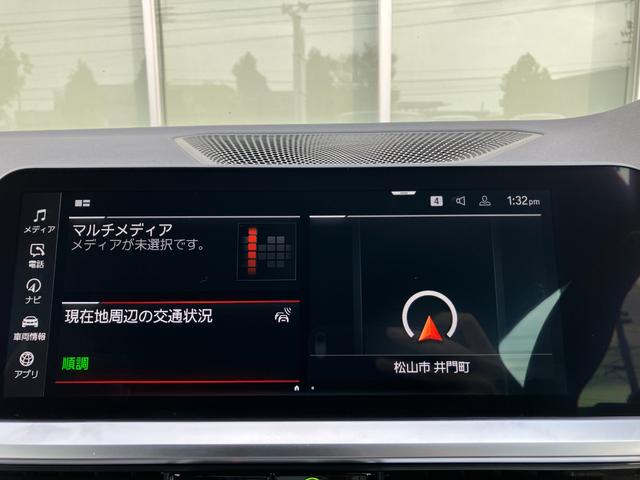 4
1:32pm
メディア
電話
ナビ
車両情報
アプリ
マルチメディア
メディアが未選択です。
現在地周辺の交通状況
順調
松山市 井門町